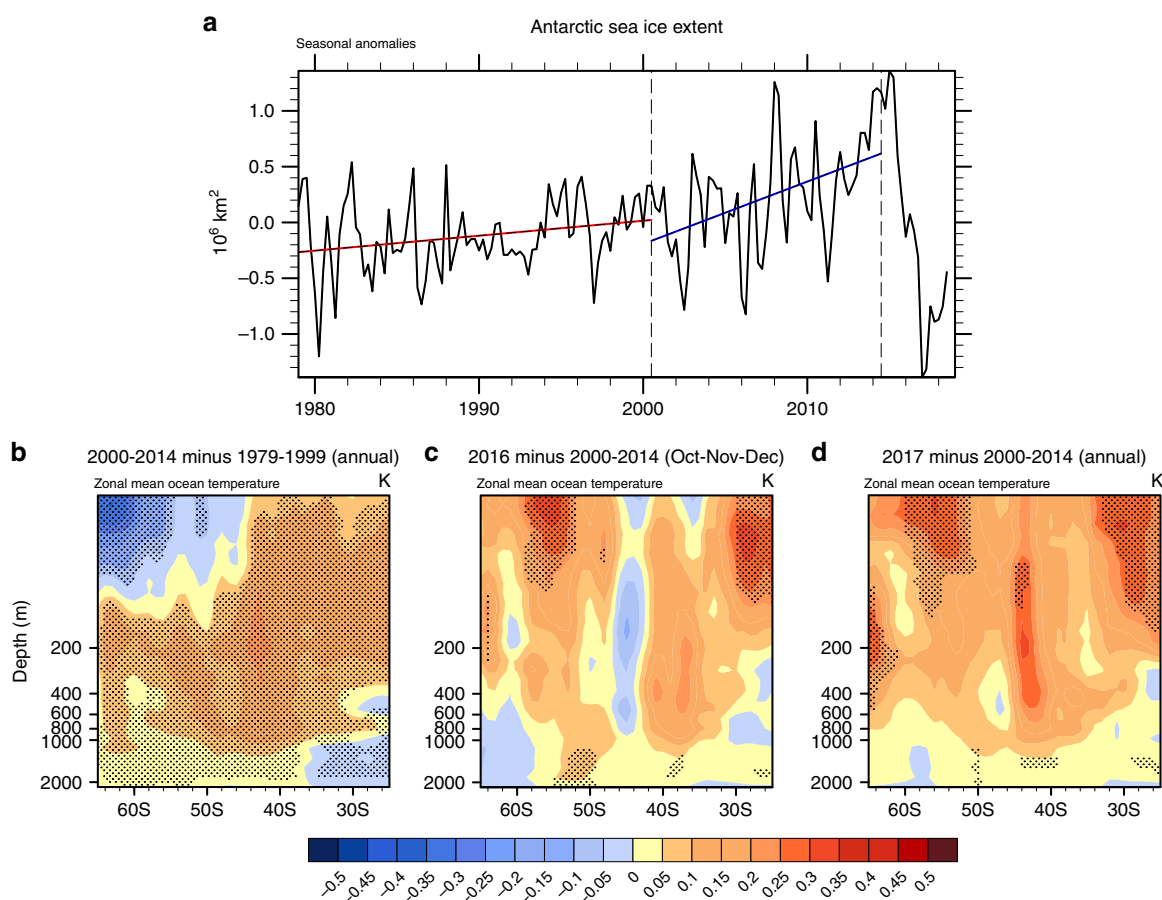 a
Antarctic sea ice extent
Seasonal anomalies
1.0
0.5
0.0
−0.5
−1.0
10⁶ km²
1980 1990 2000 2010
b 2000-2014 minus 1979-1999 (annual)
Zonal mean ocean temperature K
c 2016 minus 2000-2014 (Oct-Nov-Dec)
Zonal mean ocean temperature K
d 2017 minus 2000-2014 (annual)
Zonal mean ocean temperature K
Depth (m)
200
400
600
800
1000
2000
60S 50S 40S 30S
200
400
600
800
1000
2000
60S 50S 40S 30S
200
400
600
800
1000
2000
60S 50S 40S 30S
−0.5 −0.45 −0.4 −0.35 −0.3 −0.25 −0.2 −0.15 −0.1 −0.05 0 0.05 0.1 0.15 0.2 0.25 0.3 0.35 0.4 0.45 0.5